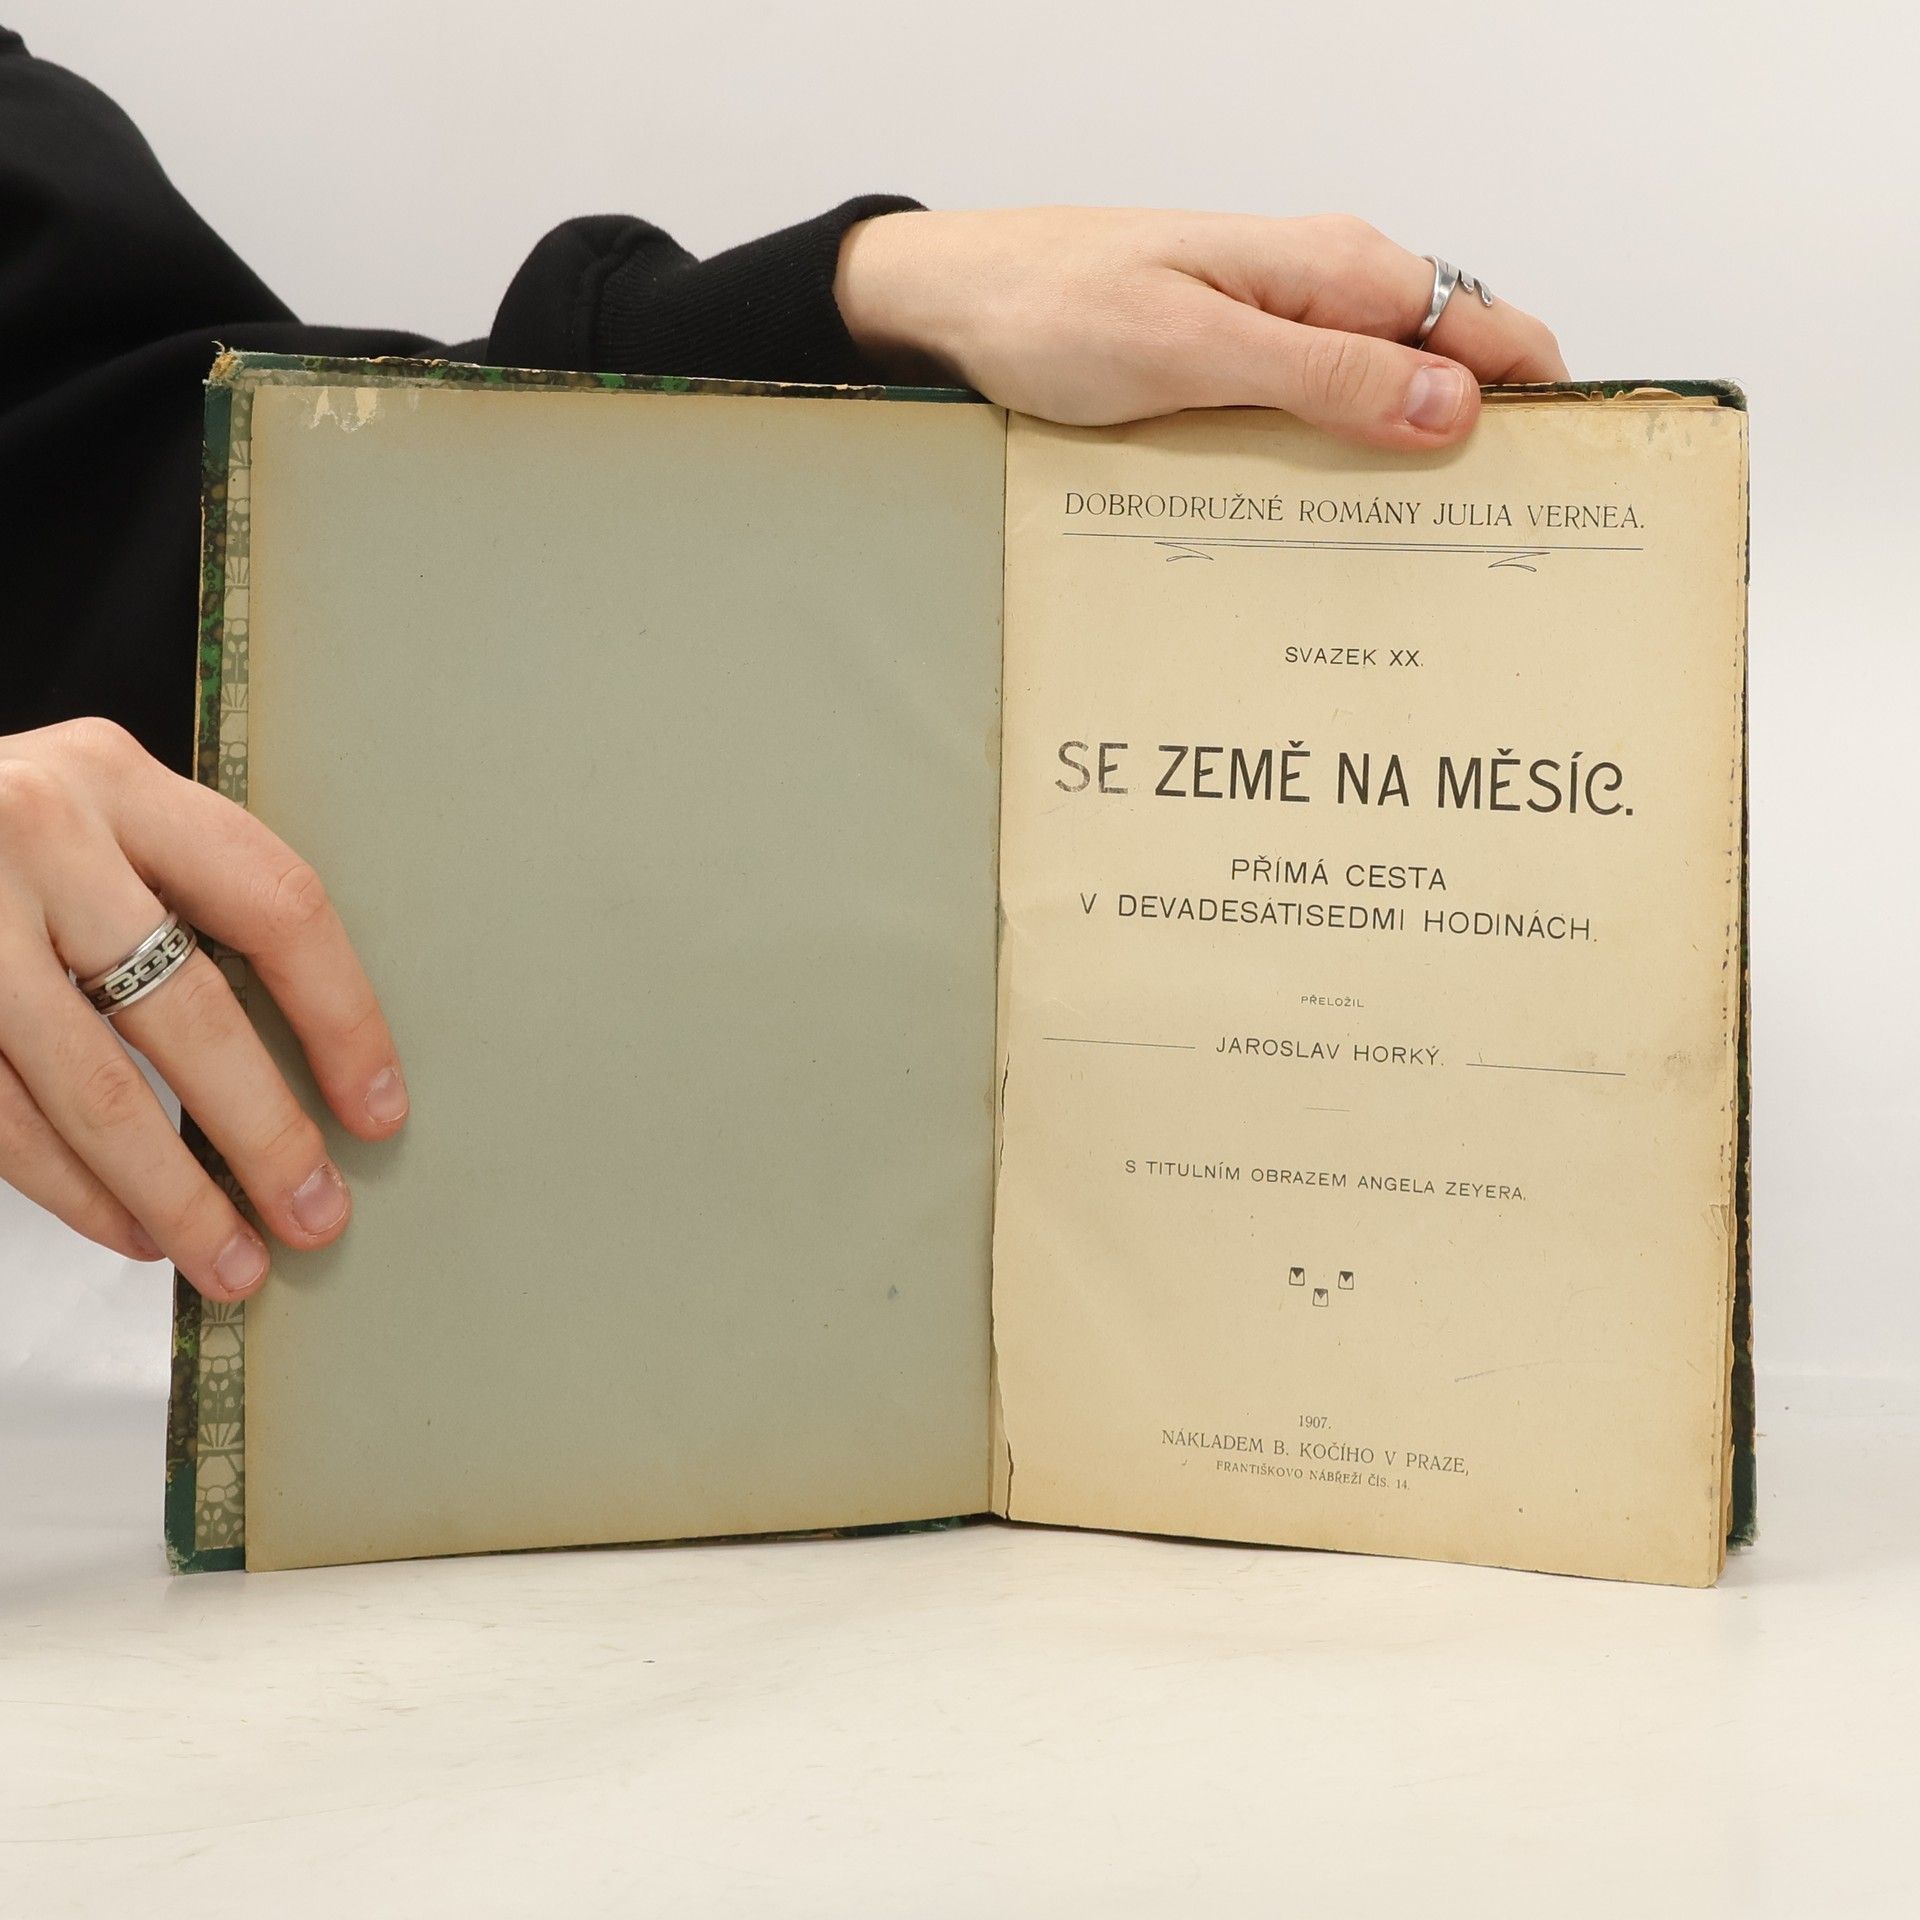 DOBRODRUŽNÉ ROMÁNY JULIA VERNEA.
SVAZEK XX.
SE ZEMĚ NA MĚSÍC.
PŘÍMÁ CESTA
V DEVADESÁTISEDMI HODINÁCH.
PŘELOŽIL
JAROSLAV HORKÝ.
S TITULNÍM OBRAZEM ANGELA ZEYERA.
1907.
NÁKLADEM B. KOČÍHO V PRAZE,
FRANTIŠKOVO NÁBŘEŽÍ ČÍS. 14.